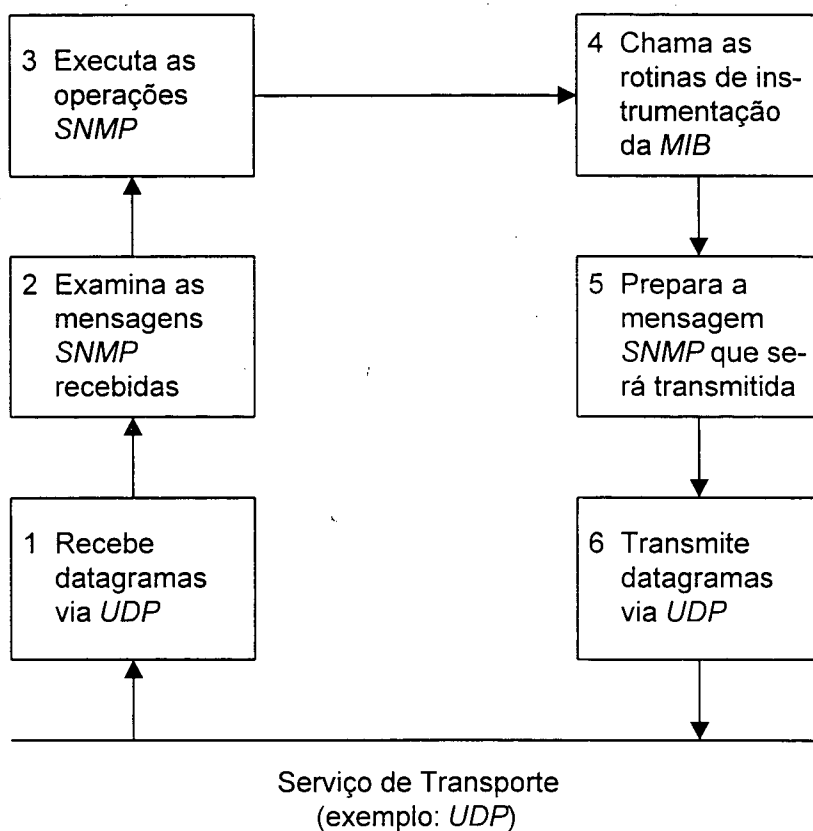 3 Executa as
operações
SNMP
4 Chama as
rotinas de ins-
trumentação
da MIB
2 Examina as
mensagens
SNMP
recebidas
5 Prepara a
mensagem
SNMP que se-
rá transmitida
1 Recebe
datagramas
via UDP
6 Transmite
datagramas
via UDP
Serviço de Transporte
(exemplo: UDP)